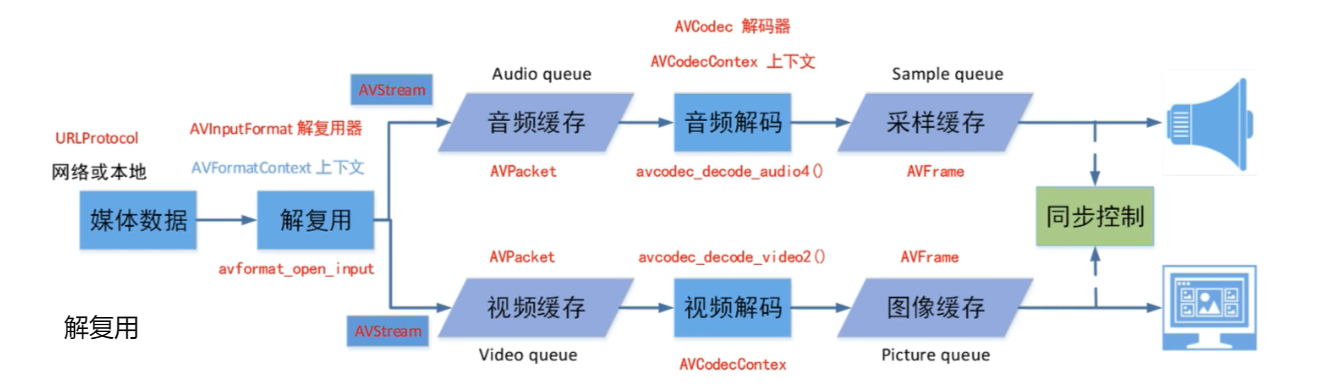 AVCodec 解码器
AVCodecContex 上下文
Audio queue
Sample queue
AVStream
音频缓存
音频解码
采样缓存
URLProtocol
AVInputFormat 解复用器
网络或本地
AVFormatContext 上下文
AVPacket
avcodec_decode_audio4()
AVFrame
媒体数据
解复用
同步控制
avformat_open_input
AVPacket
avcodec_decode_video2()
AVFrame
视频缓存
视频解码
图像缓存
解复用
AVStream
Video queue
AVCodecContex
Picture queue